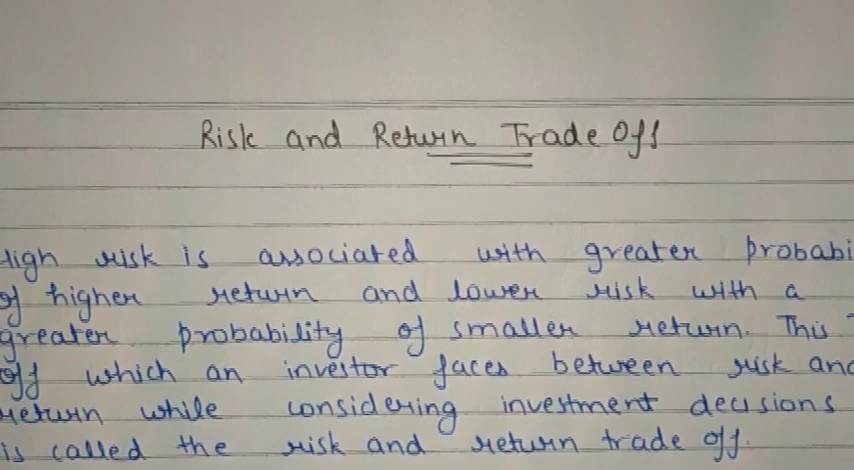 Risk and Return Trade Off
High risk is associated with greater probabi
of higher return and lower risk with a
greater probability of smaller return. This T
off which an investor faces between risk and
return while considering investment decisions
is called the risk and return trade off.